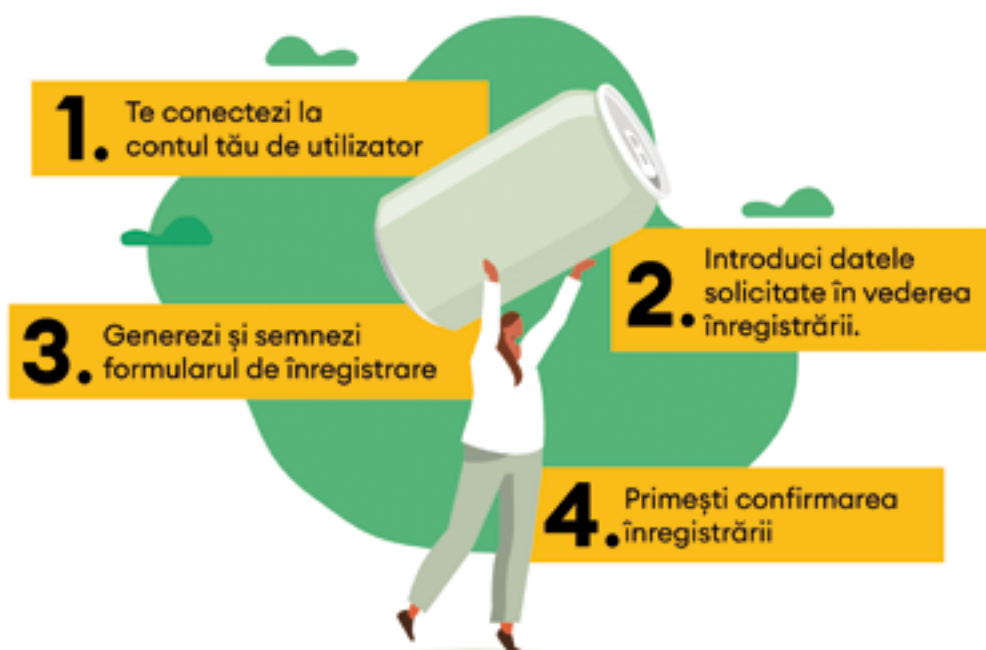 1. Te conectezi la
contul tău de utilizator
2. Introduci datele
solicitate în vederea
înregistrării.
3. Generezi și semnezi
formularul de înregistrare
4. Primești confirmarea
înregistrării